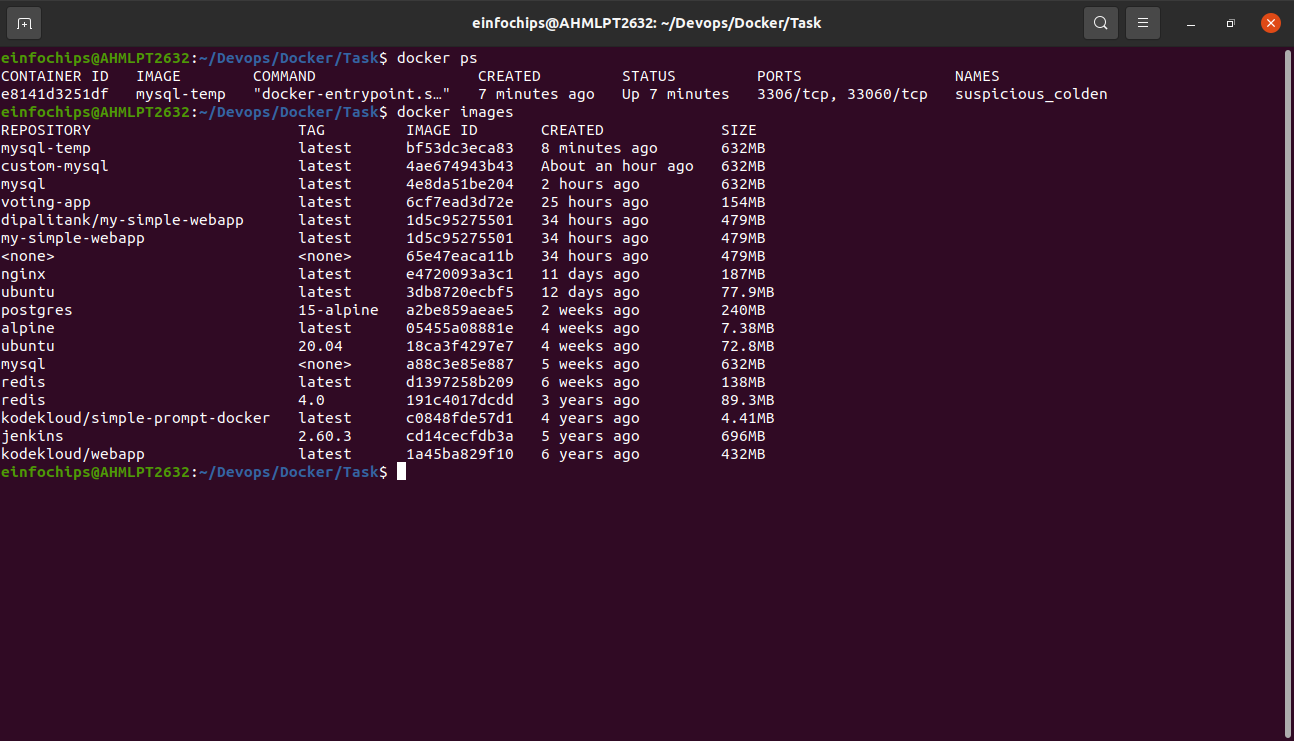 einfochips@AHMLPT2632: ~/Devops/Docker/Task
einfochips@AHMLPT2632:~/Devops/Docker/Task$ docker ps
CONTAINER ID   IMAGE        COMMAND                  CREATED         STATUS         PORTS                 NAMES
e8141d3251df   mysql-temp   "docker-entrypoint.s…"   7 minutes ago   Up 7 minutes   3306/tcp, 33060/tcp   suspicious_colden
einfochips@AHMLPT2632:~/Devops/Docker/Task$ docker images
REPOSITORY                       TAG         IMAGE ID       CREATED             SIZE
mysql-temp                       latest      bf53dc3eca83   8 minutes ago       632MB
custom-mysql                     latest      4ae674943b43   About an hour ago   632MB
mysql                            latest      4e8da51be204   2 hours ago         632MB
voting-app                       latest      6cf7ead3d72e   25 hours ago        154MB
dipalitank/my-simple-webapp      latest      1d5c95275501   34 hours ago        479MB
my-simple-webapp                 latest      1d5c95275501   34 hours ago        479MB
<none>                           <none>      65e47eaca11b   34 hours ago        479MB
nginx                            latest      e4720093a3c1   11 days ago         187MB
ubuntu                           latest      3db8720ecbf5   12 days ago         77.9MB
postgres                         15-alpine   a2be859aeae5   2 weeks ago         240MB
alpine                           latest      05455a08881e   4 weeks ago         7.38MB
ubuntu                           20.04       18ca3f4297e7   4 weeks ago         72.8MB
mysql                            <none>      a88c3e85e887   5 weeks ago         632MB
redis                            latest      d1397258b209   6 weeks ago         138MB
redis                            4.0         191c4017dcdd   3 years ago         89.3MB
kodekloud/simple-prompt-docker   latest      c0848fde57d1   4 years ago         4.41MB
jenkins                          2.60.3      cd14cecfdb3a   5 years ago         696MB
kodekloud/webapp                 latest      1a45ba829f10   6 years ago         432MB
einfochips@AHMLPT2632:~/Devops/Docker/Task$